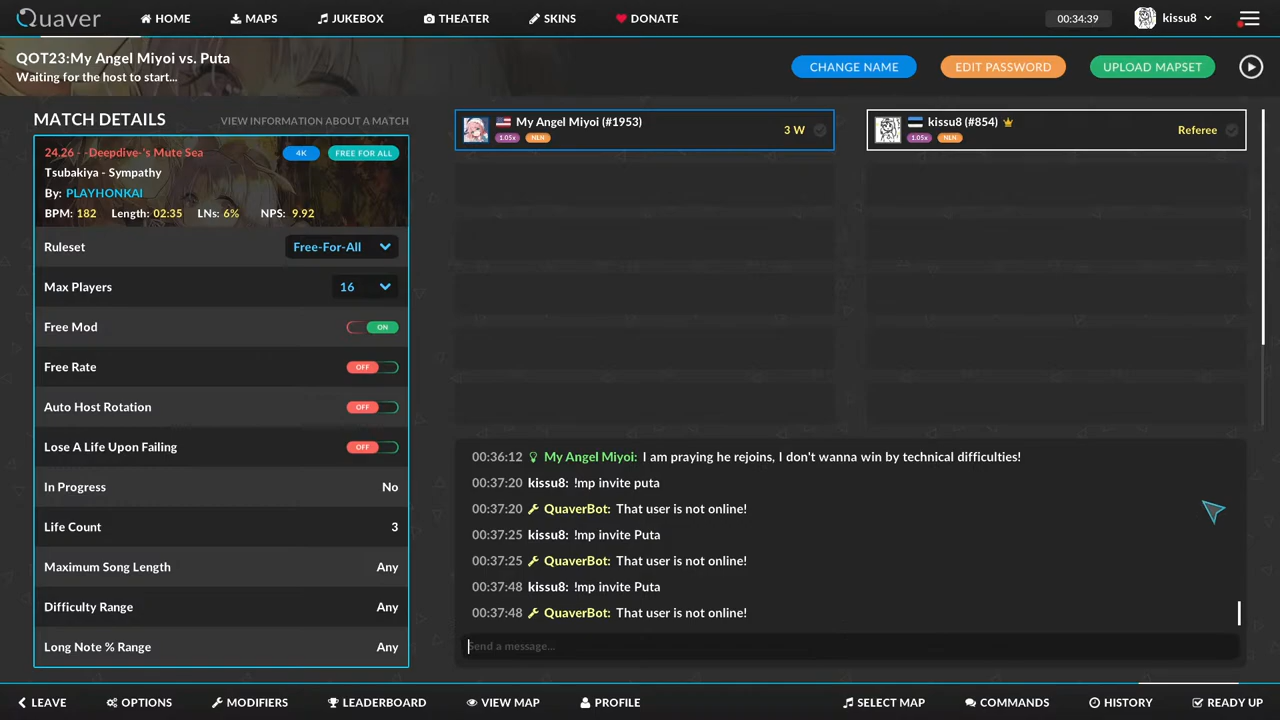 Quaver HOME MAPS JUKEBOX THEATER SKINS DONATE 00:34:39 kissu8
QOT23:My Angel Miyoi vs. Puta
Waiting for the host to start...
CHANGE NAME EDIT PASSWORD UPLOAD MAPSET
MATCH DETAILS VIEW INFORMATION ABOUT A MATCH
24.26 - -Deepdive-'s Mute Sea 4K FREE FOR ALL
Tsubakiya - Sympathy
By: PLAYHONKAI
BPM: 182 Length: 02:35 LNs: 6% NPS: 9.92
Ruleset Free-For-All
Max Players 16
Free Mod ON
Free Rate OFF
Auto Host Rotation OFF
Lose A Life Upon Failing OFF
In Progress No
Life Count 3
Maximum Song Length Any
Difficulty Range Any
Long Note % Range Any
My Angel Miyoi (#1953)
1.05x NLN
3 W
kissu8 (#854)
1.05x NLN
Referee
00:36:12 My Angel Miyoi: I am praying he rejoins, I don't wanna win by technical difficulties!
00:37:20 kissu8: !mp invite puta
00:37:20 QuaverBot: That user is not online!
00:37:25 kissu8: !mp invite Puta
00:37:25 QuaverBot: That user is not online!
00:37:48 kissu8: !mp invite Puta
00:37:48 QuaverBot: That user is not online!
Send a message...
LEAVE OPTIONS MODIFIERS LEADERBOARD VIEW MAP PROFILE SELECT MAP COMMANDS HISTORY READY UP